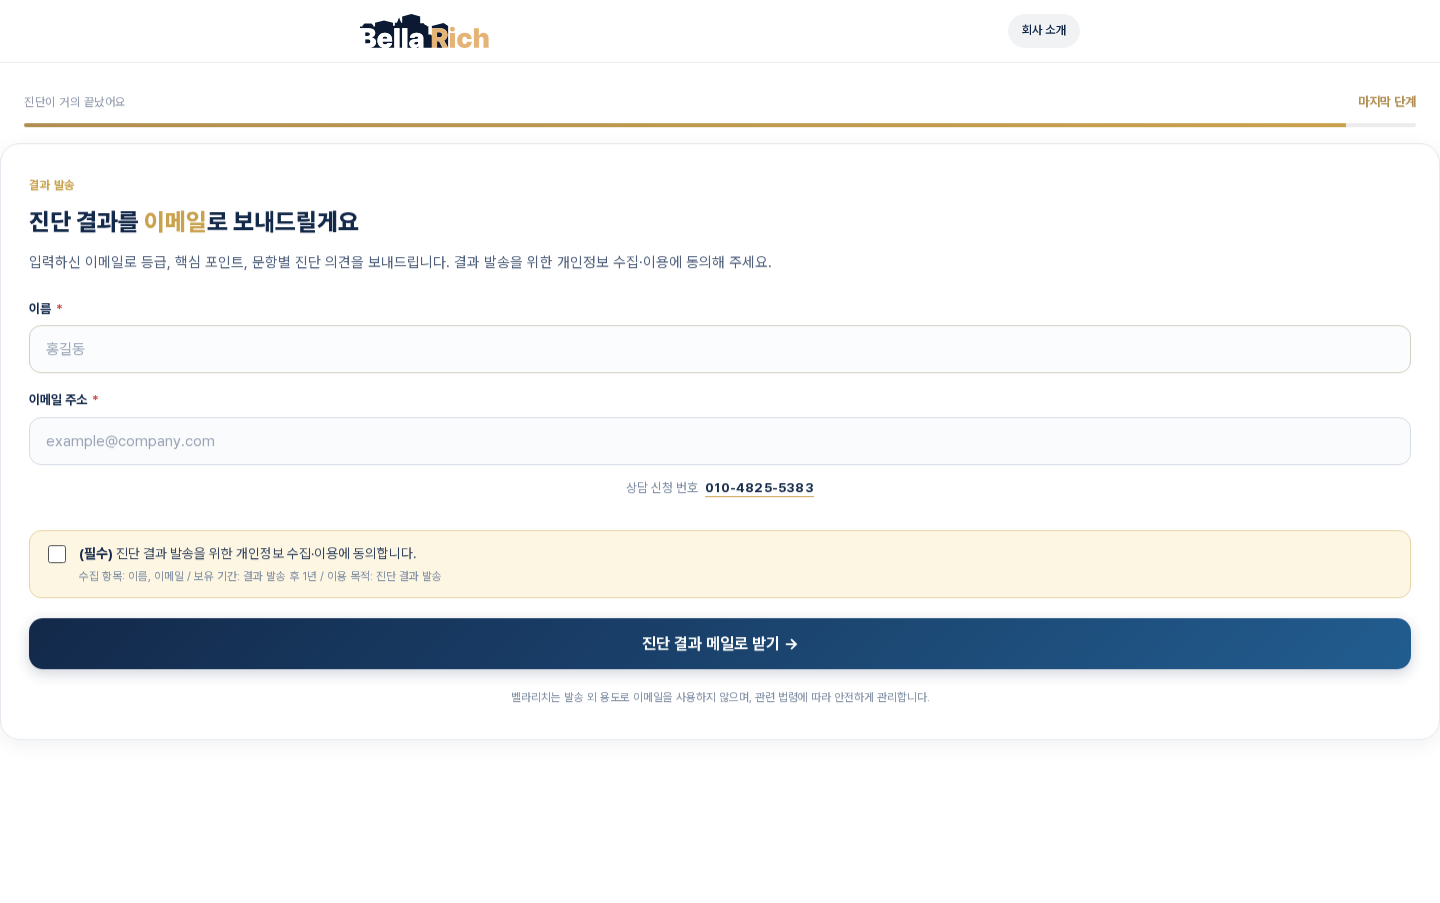 Bella Rich
회사 소개
진단이 거의 끝났어요
마지막 단계
결과 발송
진단 결과를 이메일로 보내드릴게요
입력하신 이메일로 등급, 핵심 포인트, 문항별 진단 의견을 보내드립니다. 결과 발송을 위한 개인정보 수집·이용에 동의해 주세요.
이름 *
홍길동
이메일 주소 *
example@company.com
상담 신청 번호 010-4825-5383
(필수) 진단 결과 발송을 위한 개인정보 수집·이용에 동의합니다.
수집 항목: 이름, 이메일 / 보유 기간: 결과 발송 후 1년 / 이용 목적: 진단 결과 발송
진단 결과 메일로 받기 →
벨라리치는 발송 외 용도로 이메일을 사용하지 않으며, 관련 법령에 따라 안전하게 관리합니다.